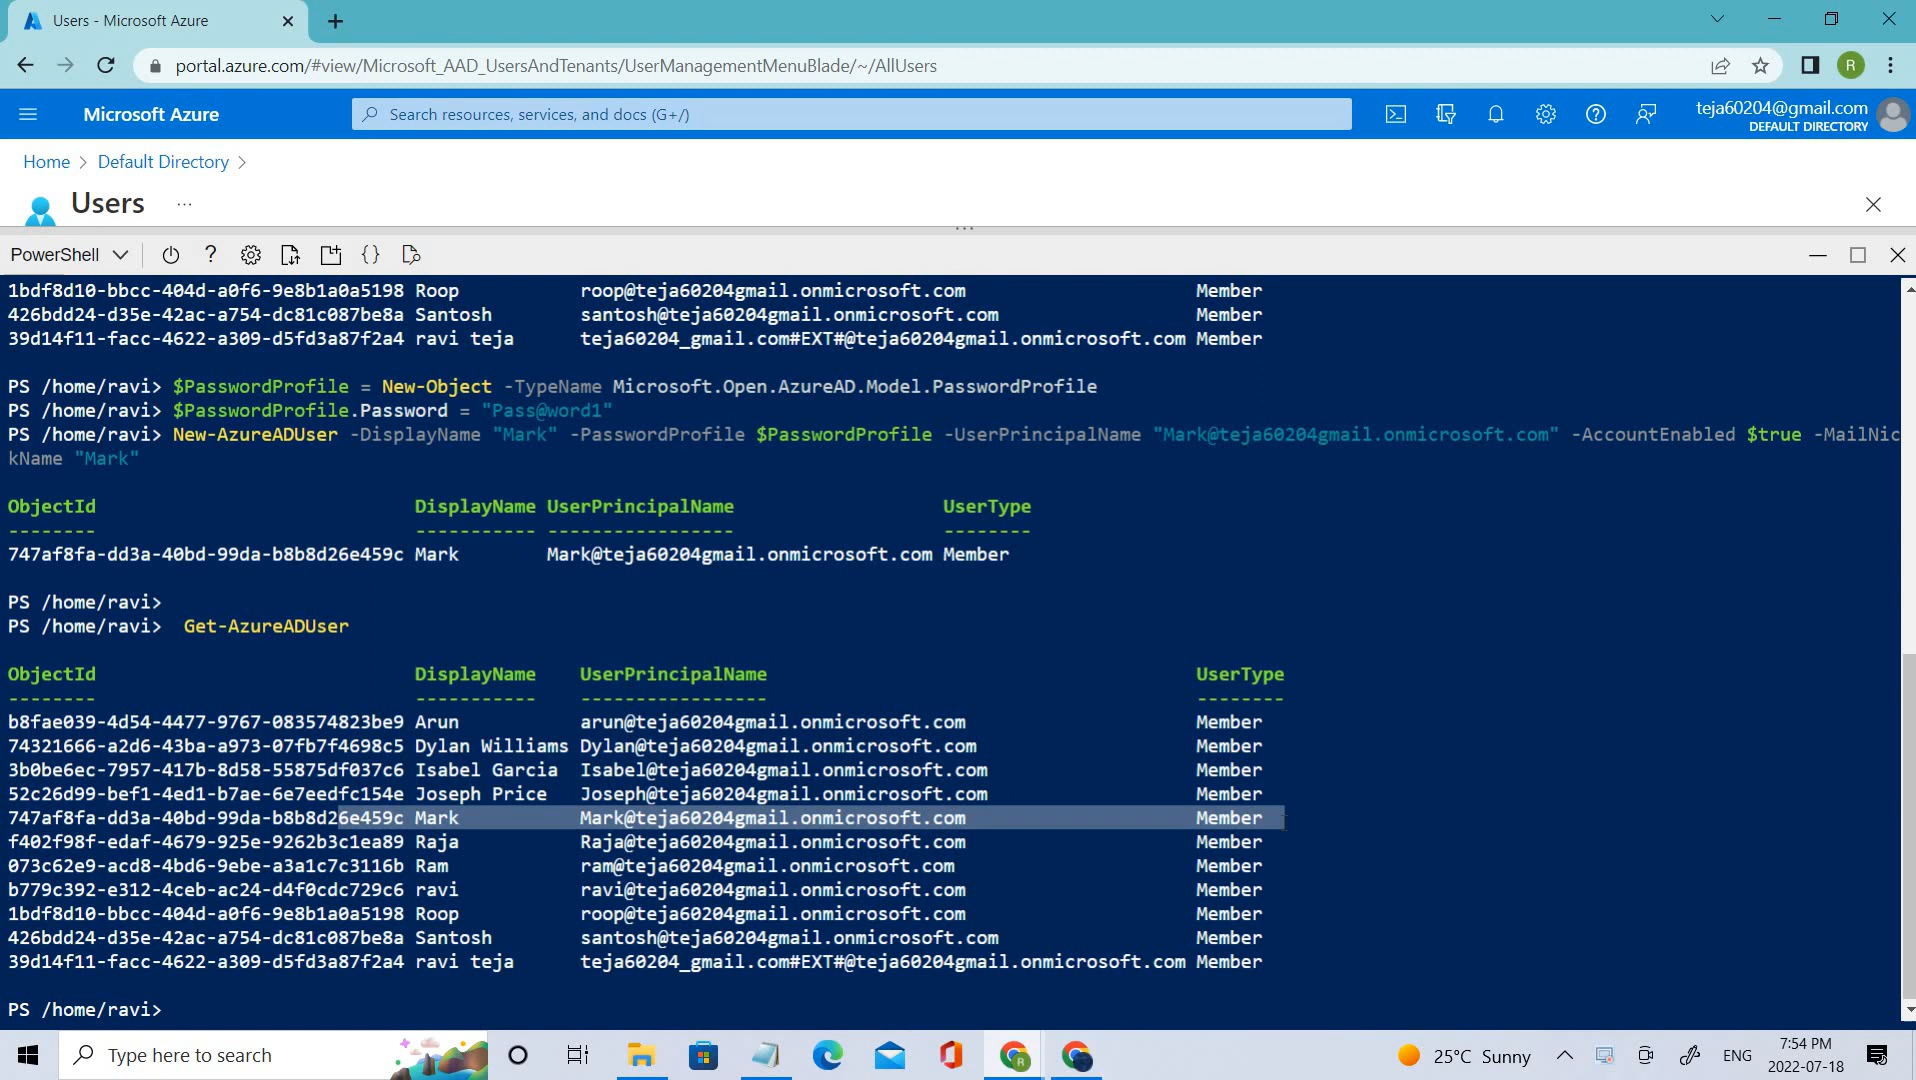 Users - Microsoft Azure
portal.azure.com/#view/Microsoft_AAD_UsersAndTenants/UserManagementMenuBlade/~/AllUsers
R
Microsoft Azure
Search resources, services, and docs (G+/)
teja60204@gmail.com
DEFAULT DIRECTORY
Home > Default Directory >
Users ...
PowerShell
1bdf8d10-bbcc-404d-a0f6-9e8b1a0a5198 Roop roop@teja60204gmail.onmicrosoft.com Member
426bdd24-d35e-42ac-a754-dc81c087be8a Santosh santosh@teja60204gmail.onmicrosoft.com Member
39d14f11-facc-4622-a309-d5fd3a87f2a4 ravi teja teja60204_gmail.com#EXT#@teja60204gmail.onmicrosoft.com Member
PS /home/ravi> $PasswordProfile = New-Object -TypeName Microsoft.Open.AzureAD.Model.PasswordProfile
PS /home/ravi> $PasswordProfile.Password = "Pass@word1"
PS /home/ravi> New-AzureADUser -DisplayName "Mark" -PasswordProfile $PasswordProfile -UserPrincipalName "Mark@teja60204gmail.onmicrosoft.com" -AccountEnabled $true -MailNic
kName "Mark"
ObjectId DisplayName UserPrincipalName UserType
-------- ----------- ----------------- --------
747af8fa-dd3a-40bd-99da-b8b8d26e459c Mark Mark@teja60204gmail.onmicrosoft.com Member
PS /home/ravi>
PS /home/ravi> Get-AzureADUser
ObjectId DisplayName UserPrincipalName UserType
-------- ----------- ----------------- --------
b8fae039-4d54-4477-9767-083574823be9 Arun arun@teja60204gmail.onmicrosoft.com Member
74321666-a2d6-43ba-a973-07fb7f4698c5 Dylan Williams Dylan@teja60204gmail.onmicrosoft.com Member
3b0be6ec-7957-417b-8d58-55875df037c6 Isabel Garcia Isabel@teja60204gmail.onmicrosoft.com Member
52c26d99-bef1-4ed1-b7ae-6e7eedfc154e Joseph Price Joseph@teja60204gmail.onmicrosoft.com Member
747af8fa-dd3a-40bd-99da-b8b8d26e459c Mark Mark@teja60204gmail.onmicrosoft.com Member
f402f98f-edaf-4679-925e-9262b3c1ea89 Raja Raja@teja60204gmail.onmicrosoft.com Member
073c62e9-acd8-4bd6-9ebe-a3a1c7c3116b Ram ram@teja60204gmail.onmicrosoft.com Member
b779c392-e312-4ceb-ac24-d4f0cdc729c6 ravi ravi@teja60204gmail.onmicrosoft.com Member
1bdf8d10-bbcc-404d-a0f6-9e8b1a0a5198 Roop roop@teja60204gmail.onmicrosoft.com Member
426bdd24-d35e-42ac-a754-dc81c087be8a Santosh santosh@teja60204gmail.onmicrosoft.com Member
39d14f11-facc-4622-a309-d5fd3a87f2a4 ravi teja teja60204_gmail.com#EXT#@teja60204gmail.onmicrosoft.com Member
PS /home/ravi>
Type here to search
25°C Sunny
ENG
7:54 PM
2022-07-18